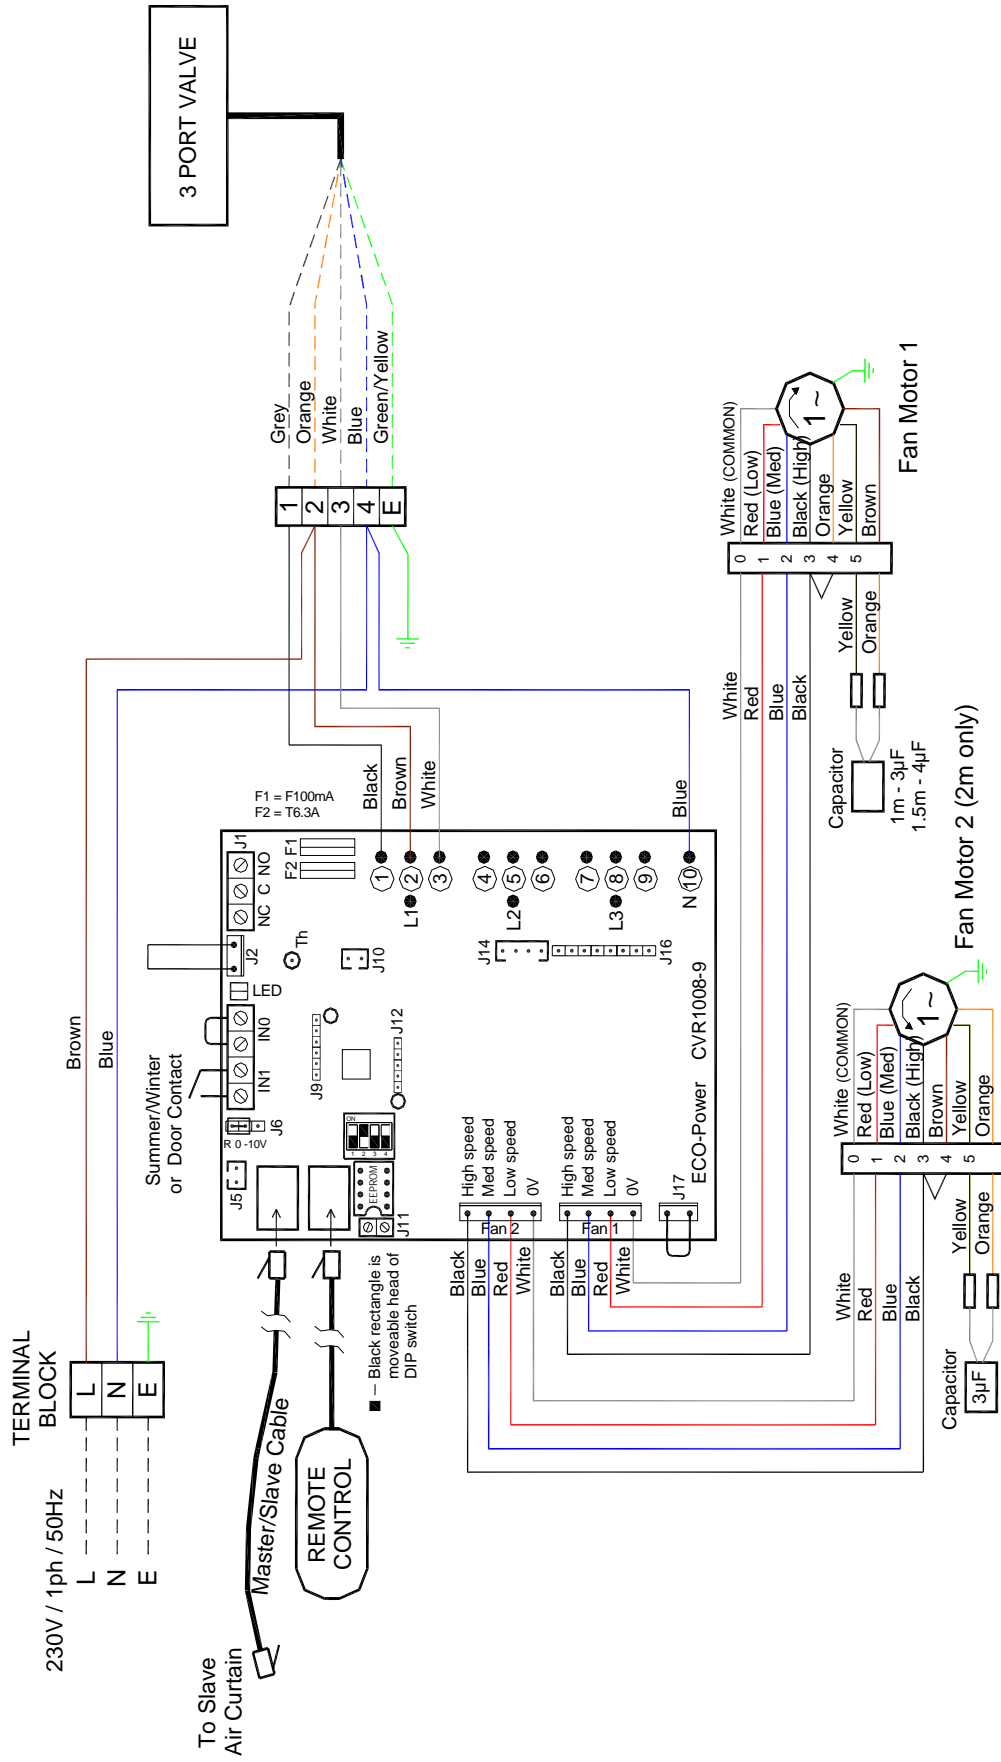 TERMINAL
BLOCK
230V / 1ph / 50Hz
L
N
E
L
N
E
Brown
Blue
3 PORT VALVE
Grey
Orange
White
Blue
Green/Yellow
1
2
3
4
E
To Slave
Air Curtain
Master/Slave Cable
REMOTE
CONTROL
Black rectangle is
moveable head of
DIP switch
Summer/Winter
or Door Contact
J5
R 0 -10V
J6
IN1
IN0
LED
J2
NC C NO
J1
F2 F1
F1 = F100mA
F2 = T6.3A
Th
J10
J9
J12
ON
1 2 3 4
EEPROM
J11
Black
Brown
White
Blue
1
2
3
4
5
6
7
8
9
N 10
L1
L2
L3
J14
J16
ECO-Power CVR1008-9
High speed
Med speed
Low speed
0V
Fan 2
High speed
Med speed
Low speed
0V
Fan 1
J17
Black
Blue
Red
White
Black
Blue
Red
White
White
Red
Blue
Black
0
1
2
3
4
5
White (COMMON)
Red (Low)
Blue (Med)
Black (High)
Orange
Yellow
Brown
1~
Fan Motor 1
Yellow
Orange
Capacitor
1m - 3µF
1.5m - 4µF
White
Red
Blue
Black
0
1
2
3
4
5
White (COMMON)
Red (Low)
Blue (Med)
Black (High)
Brown
Yellow
Orange
1~
Fan Motor 2 (2m only)
Yellow
Orange
Capacitor
3µF